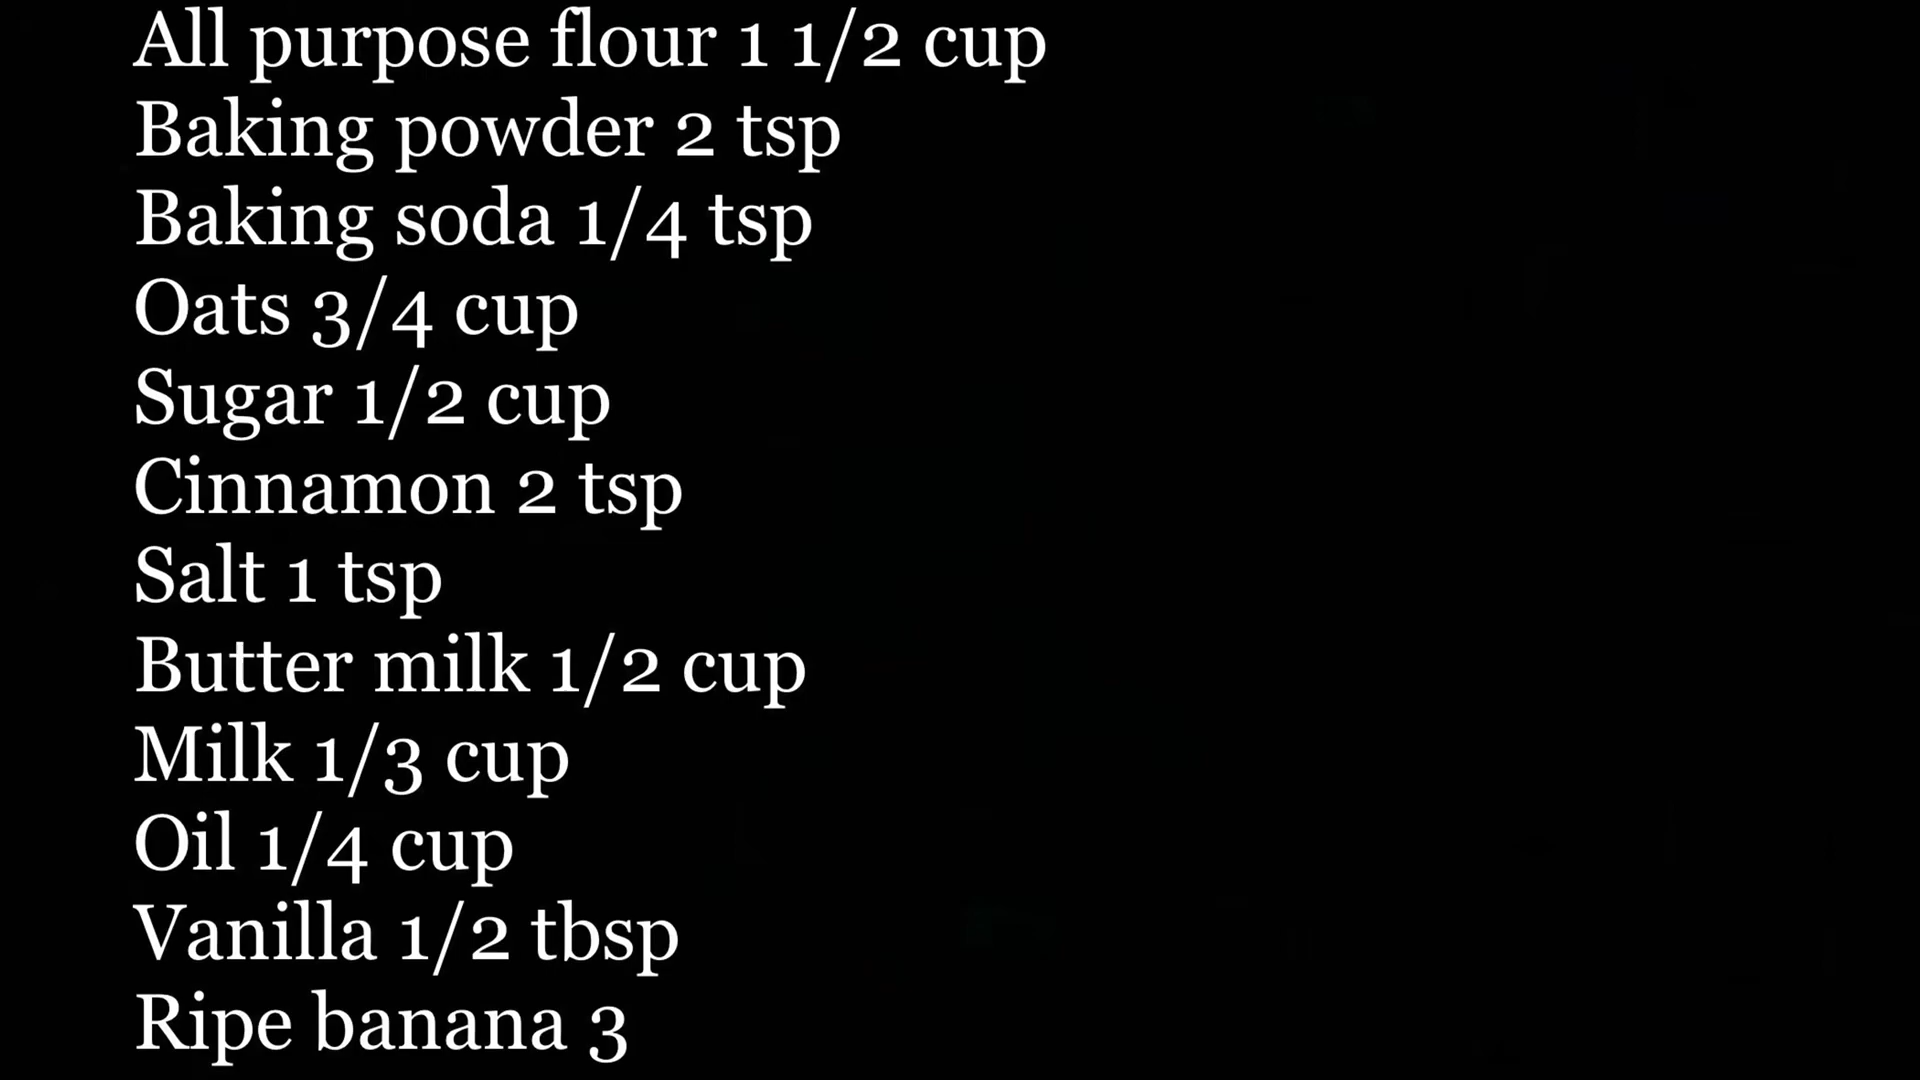 All purpose flour 1 1/2 cup
Baking powder 2 tsp
Baking soda 1/4 tsp
Oats 3/4 cup
Sugar 1/2 cup
Cinnamon 2 tsp
Salt 1 tsp
Butter milk 1/2 cup
Milk 1/3 cup
Oil 1/4 cup
Vanilla 1/2 tbsp
Ripe banana 3